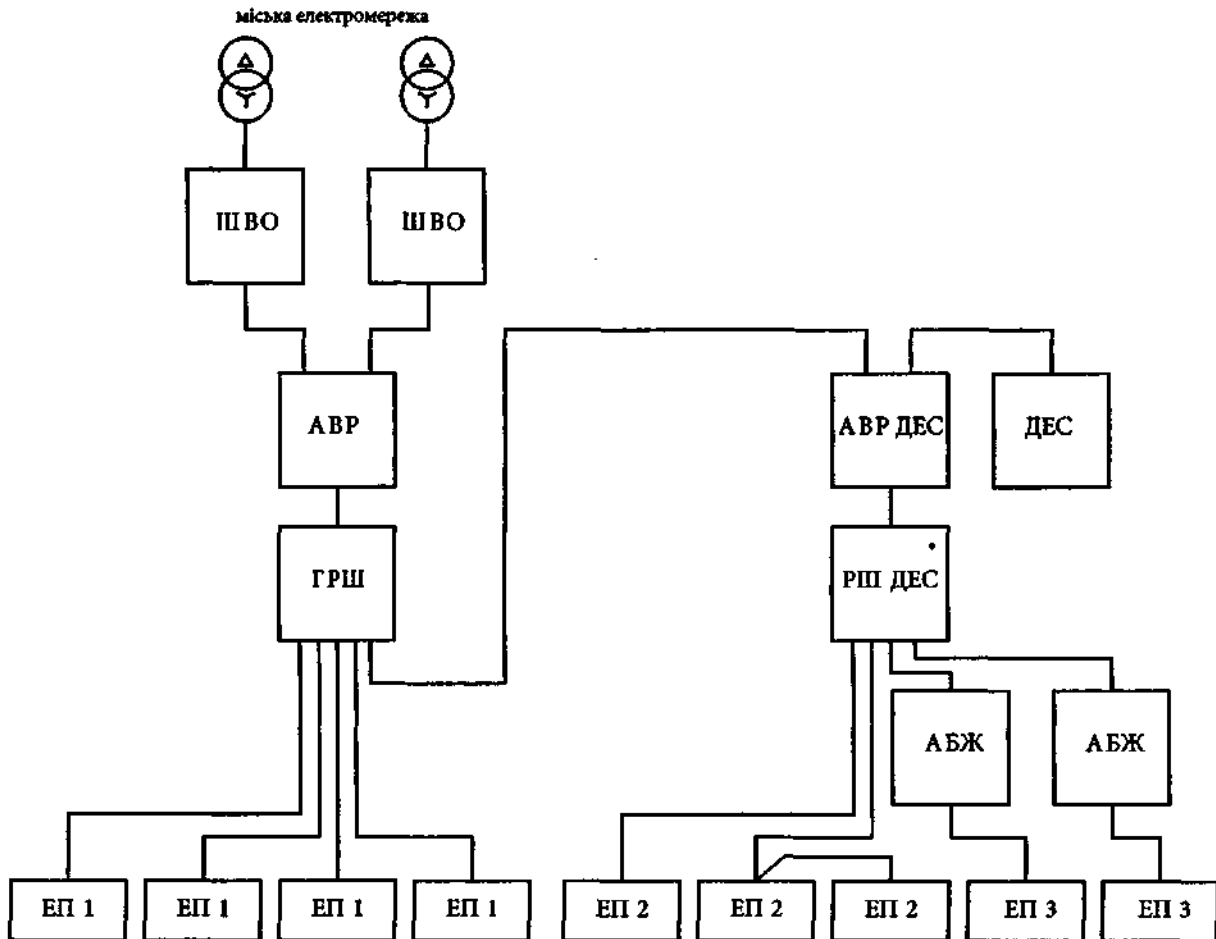 міська електромережа
Δ Δ
Y Y
ШВО ШВО
АВР АВР ДЕС ДЕС
ГРШ РШ ДЕС
АБЖ АБЖ
ЕП 1 ЕП 1 ЕП 1 ЕП 1 ЕП 2 ЕП 2 ЕП 2 ЕП 3 ЕП 3